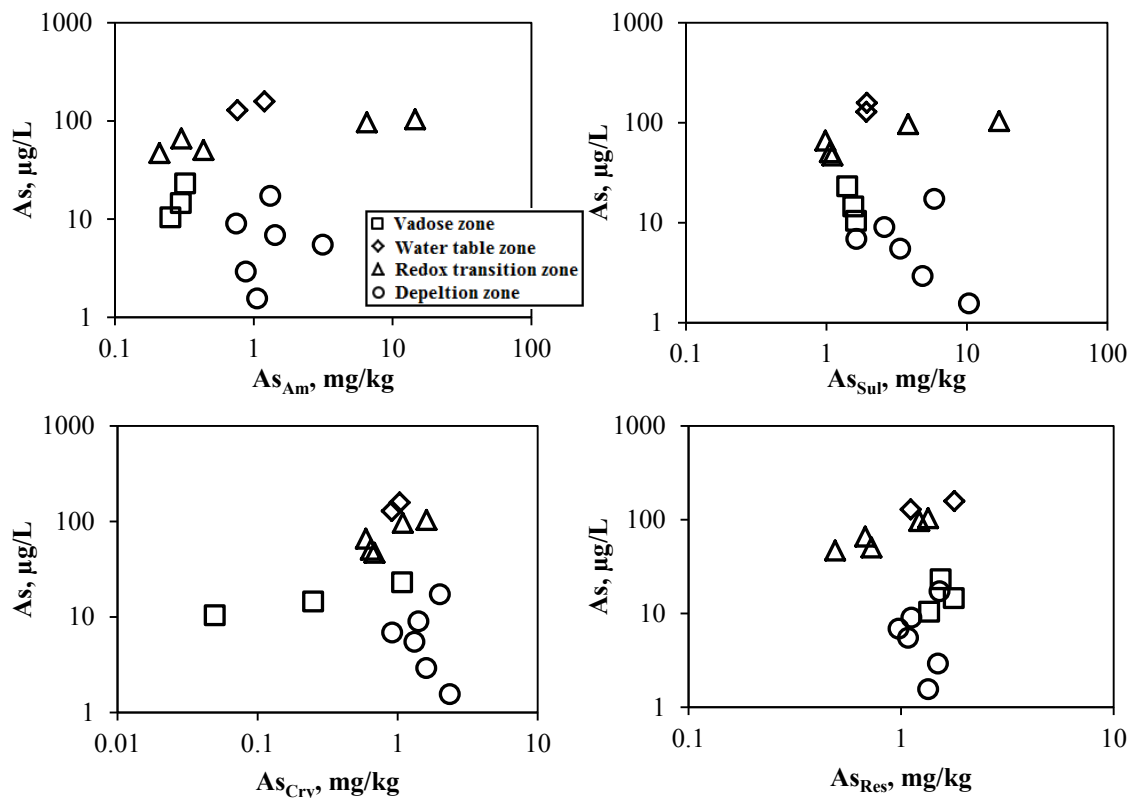 1000
100
10
1
As, µg/L
0.1 1 10 100
As_Am, mg/kg
Vadose zone
Water table zone
Redox transition zone
Depeltion zone
1000
100
10
1
As, µg/L
0.1 1 10 100
As_Sul, mg/kg
1000
100
10
1
As, µg/L
0.01 0.1 1 10
As_Cry, mg/kg
1000
100
10
1
As, µg/L
0.1 1 10
As_Res, mg/kg